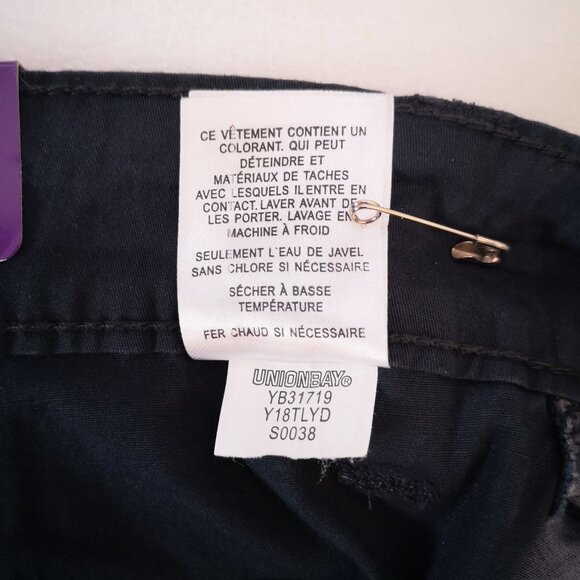 CE VÊTEMENT CONTIENT UN
COLORANT. QUI PEUT
DÉTEINDRE ET
MATÉRIAUX DE TACHES
AVEC LESQUELS ILENTRE EN
CONTACT. LAVER AVANT DE
LES PORTER. LAVAGE EN
MACHINE À FROID
SEULEMENT L'EAU DE JAVEL
SANS CHLORE SI NÉCESSAIRE
SÉCHER À BASSE
TEMPÉRATURE
FER CHAUD SI NÉCESSAIRE
UNIONBAY®
YB31719
Y18TLYD
S0038